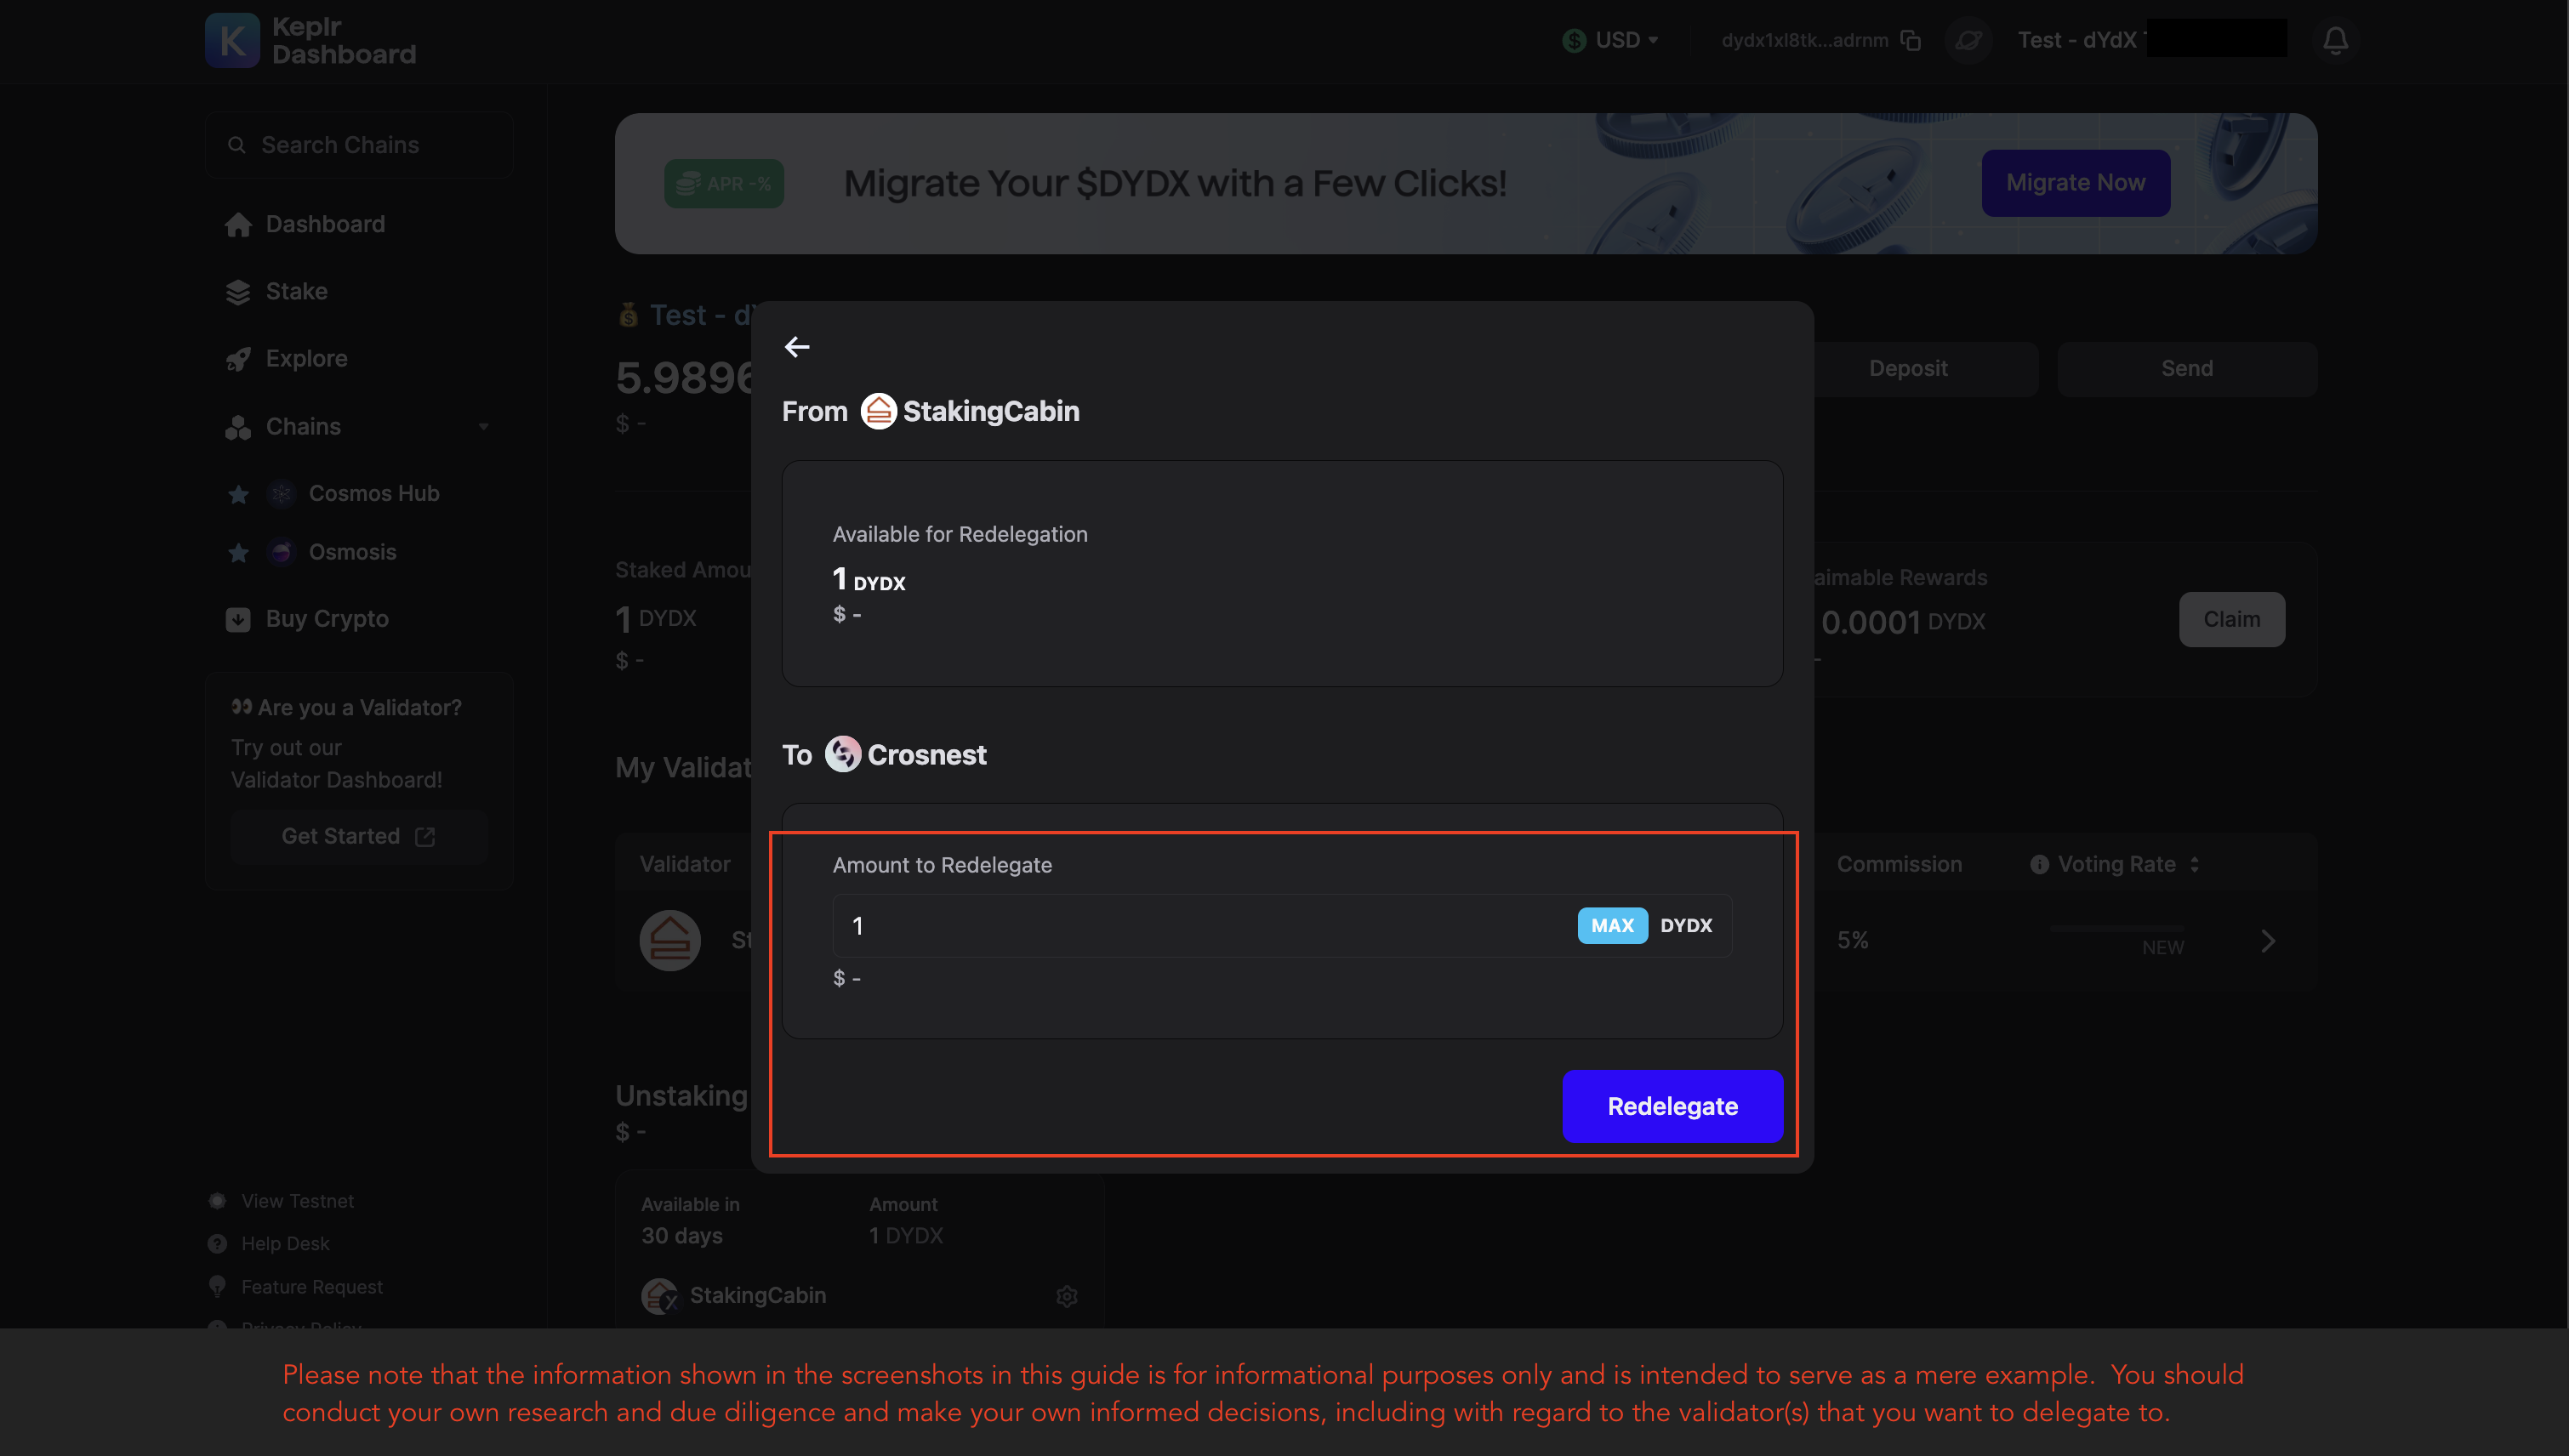 Keplr
Dashboard
USD
dydx1xl8tk...adrnm
Test - dYdX
Search Chains
Dashboard
Stake
Explore
Chains
Cosmos Hub
Osmosis
Buy Crypto
Are you a Validator?
Try out our
Validator Dashboard!
Get Started
View Testnet
Help Desk
Feature Request
Privacy Policy
APR -%
Migrate Your $DYDX with a Few Clicks!
Migrate Now
Test - d
5.9896
$ -
Deposit
Send
Staked Amou
1 DYDX
$ -
aimable Rewards
0.0001 DYDX
Claim
My Validat
Validator
Commission
Voting Rate
St
5%
NEW
Unstaking
$ -
Available in
Amount
30 days
1 DYDX
StakingCabin
From StakingCabin
Available for Redelegation
1 DYDX
$ -
To Crosnest
Amount to Redelegate
1
MAX DYDX
$ -
Redelegate
Please note that the information shown in the screenshots in this guide is for informational purposes only and is intended to serve as a mere example. You should
conduct your own research and due diligence and make your own informed decisions, including with regard to the validator(s) that you want to delegate to.